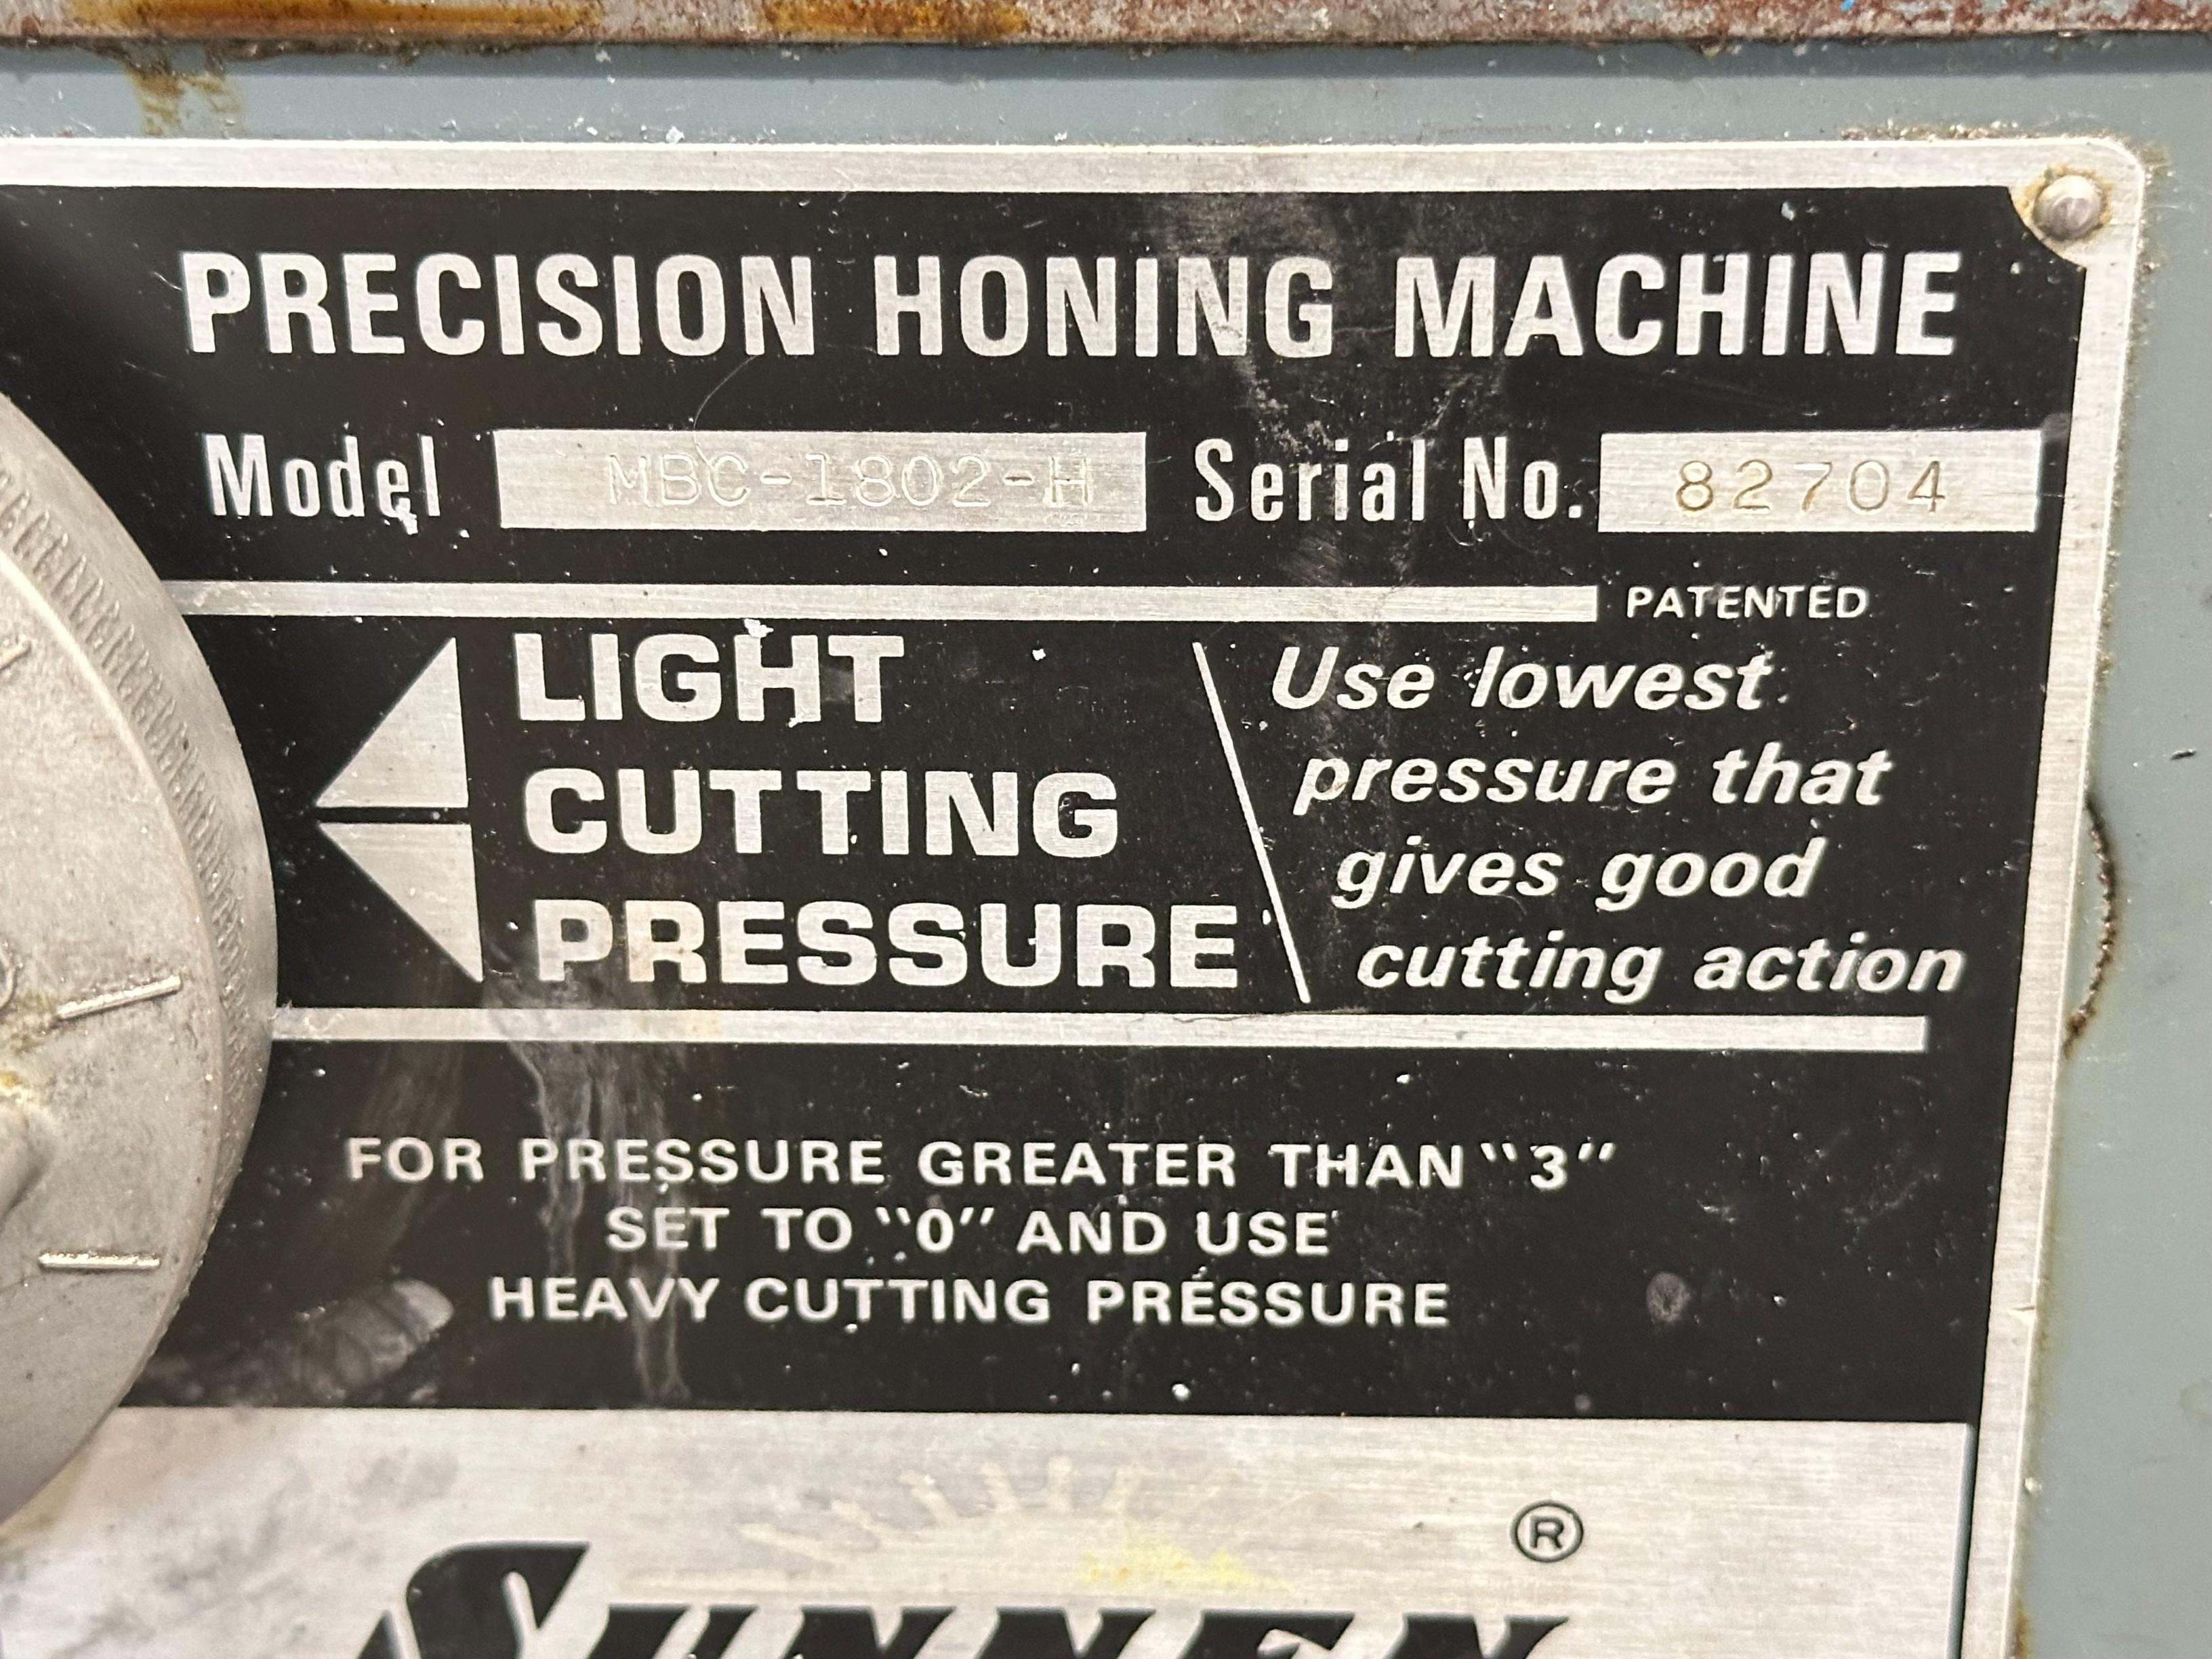 PRECISION HONING MACHINE
Model MBC-1802-H Serial No. 82704
PATENTED
LIGHT
CUTTING
PRESSURE
Use lowest
pressure that
gives good
cutting action
FOR PRESSURE GREATER THAN "3"
SET TO "0" AND USE
HEAVY CUTTING PRESSURE
SUNNEN ®